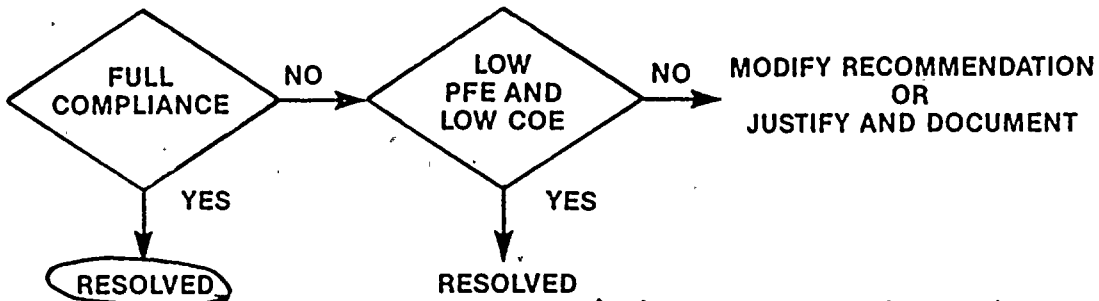 FULL
COMPLIANCE
NO
LOW
PFE AND
LOW COE
NO
MODIFY RECOMMENDATION
OR
JUSTIFY AND DOCUMENT
YES
YES
RESOLVED
RESOLVED